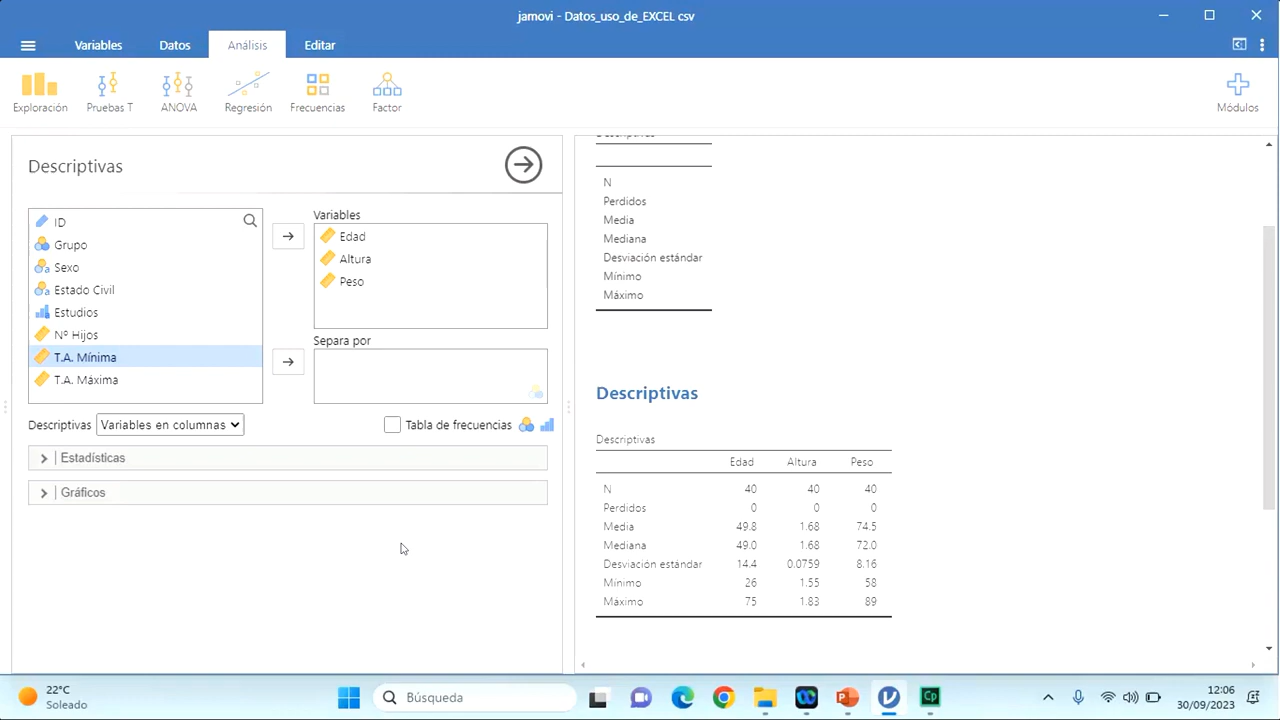 jamovi - Datos_uso_de_EXCEL csv
Variables Datos Análisis Editar
Exploración Pruebas T ANOVA Regresión Frecuencias Factor Módulos
Descriptivas
ID
Grupo
Sexo
Estado Civil
Estudios
Nº Hijos
T.A. Mínima
T.A. Máxima
Variables
Edad
Altura
Peso
Separa por
Descriptivas Variables en columnas Tabla de frecuencias
Estadísticas
Gráficos
Descriptivas
N
Perdidos
Media
Mediana
Desviación estándar
Mínimo
Máximo
Descriptivas
Descriptivas
Edad Altura Peso
N 40 40 40
Perdidos 0 0 0
Media 49.8 1.68 74.5
Mediana 49.0 1.68 72.0
Desviación estándar 14.4 0.0759 8.16
Mínimo 26 1.55 58
Máximo 75 1.83 89
22°C
Soleado
Búsqueda
Cp
12:06
30/09/2023